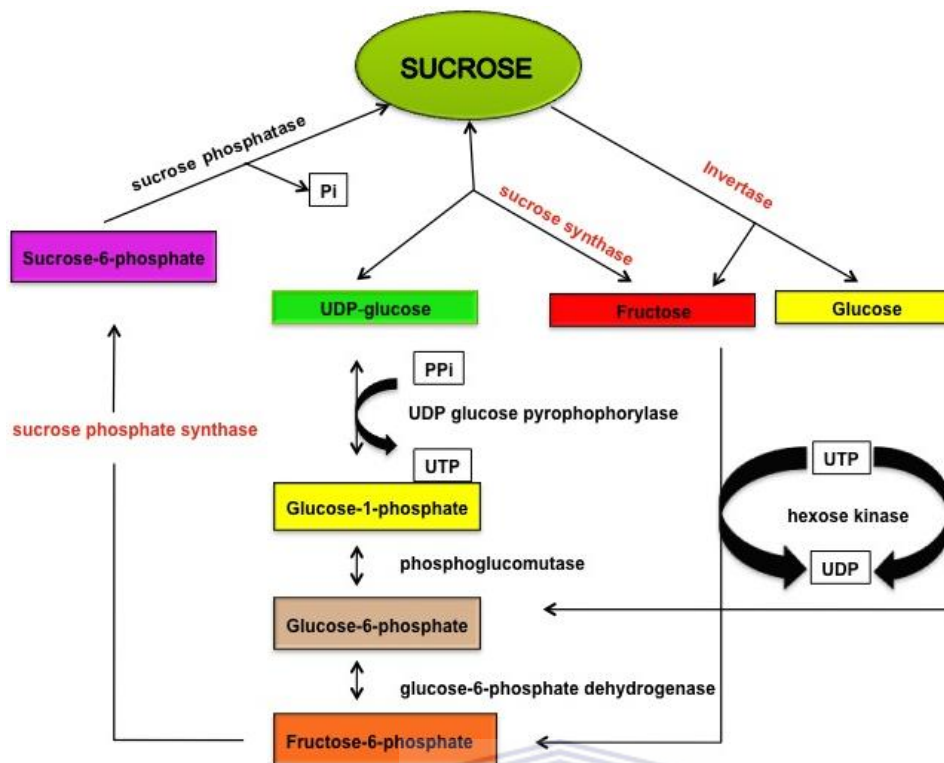 SUCROSE
sucrose phosphatase
Pi
Invertase
sucrose synthase
Sucrose-6-phosphate
UDP-glucose
Fructose
Glucose
PPi
UDP glucose pyrophophorylase
sucrose phosphate synthase
UTP
UTP
Glucose-1-phosphate
hexose kinase
phosphoglucomutase
UDP
Glucose-6-phosphate
glucose-6-phosphate dehydrogenase
Fructose-6-phosphate